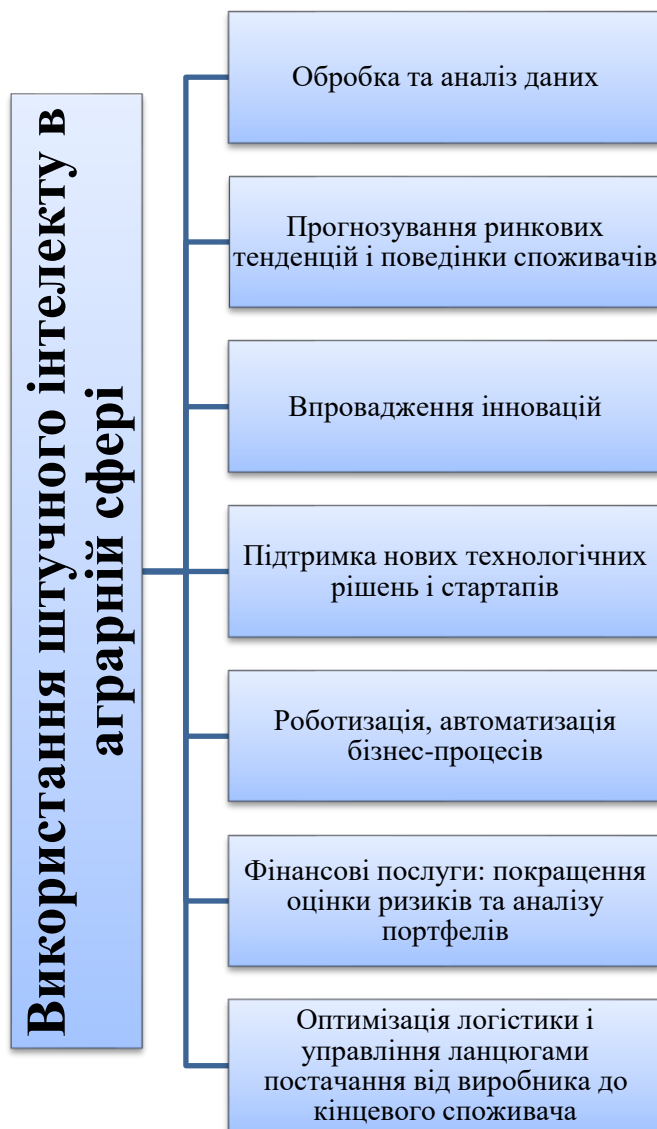 Використання штучного інтелекту в
аграрній сфері
Обробка та аналіз даних
Прогнозування ринкових
тенденцій і поведінки споживачів
Впровадження інновацій
Підтримка нових технологічних
рішень і стартапів
Роботизація, автоматизація
бізнес-процесів
Фінансові послуги: покращення
оцінки ризиків та аналізу
портфелів
Оптимізація логістики і
управління ланцюгами
постачання від виробника до
кінцевого споживача